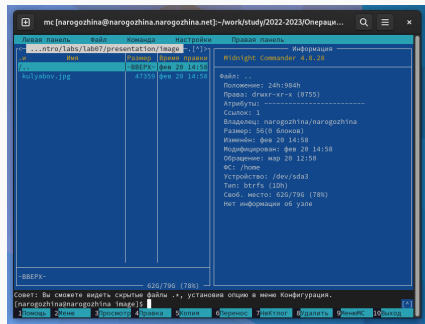 mc [narogozhina@narogozhina.narogozhina.net]:~/work/study/2022-2023/Операци...
Левая панель Файл Команда Настройки Правая панель
<─ ...ntro/labs/lab07/presentation/image ─.[^]>
.и Имя Размер Время правки
/.. -ВВЕРХ- фев 20 14:58
kulyabov.jpg 47359 фев 20 14:58
-ВВЕРХ-
62G/79G (78%)
Информация
Midnight Commander 4.8.28
Файл: ..
Положение: 24h:984h
Права: drwxr-xr-x (0755)
Атрибуты: -----------------------
Ссылок: 1
Владелец: narogozhina/narogozhina
Размер: 56(0 блоков)
Изменён: фев 20 14:58
Модифицирован: фев 20 14:58
Обращение: мар 20 12:58
ФС: /home
Устройство: /dev/sda3
Тип: btrfs (1Dh)
Своб. место: 62G/79G (78%)
Нет информации об узле
Совет: Вы сможете видеть скрытые файлы .*, установив опцию в меню Конфигурация.
[narogozhina@narogozhina image]$ [^]
1Помощь 2Меню 3Просмотр 4Правка 5Копия 6Перенос 7НвКтлог 8Удалить 9МенюМС 10Выход